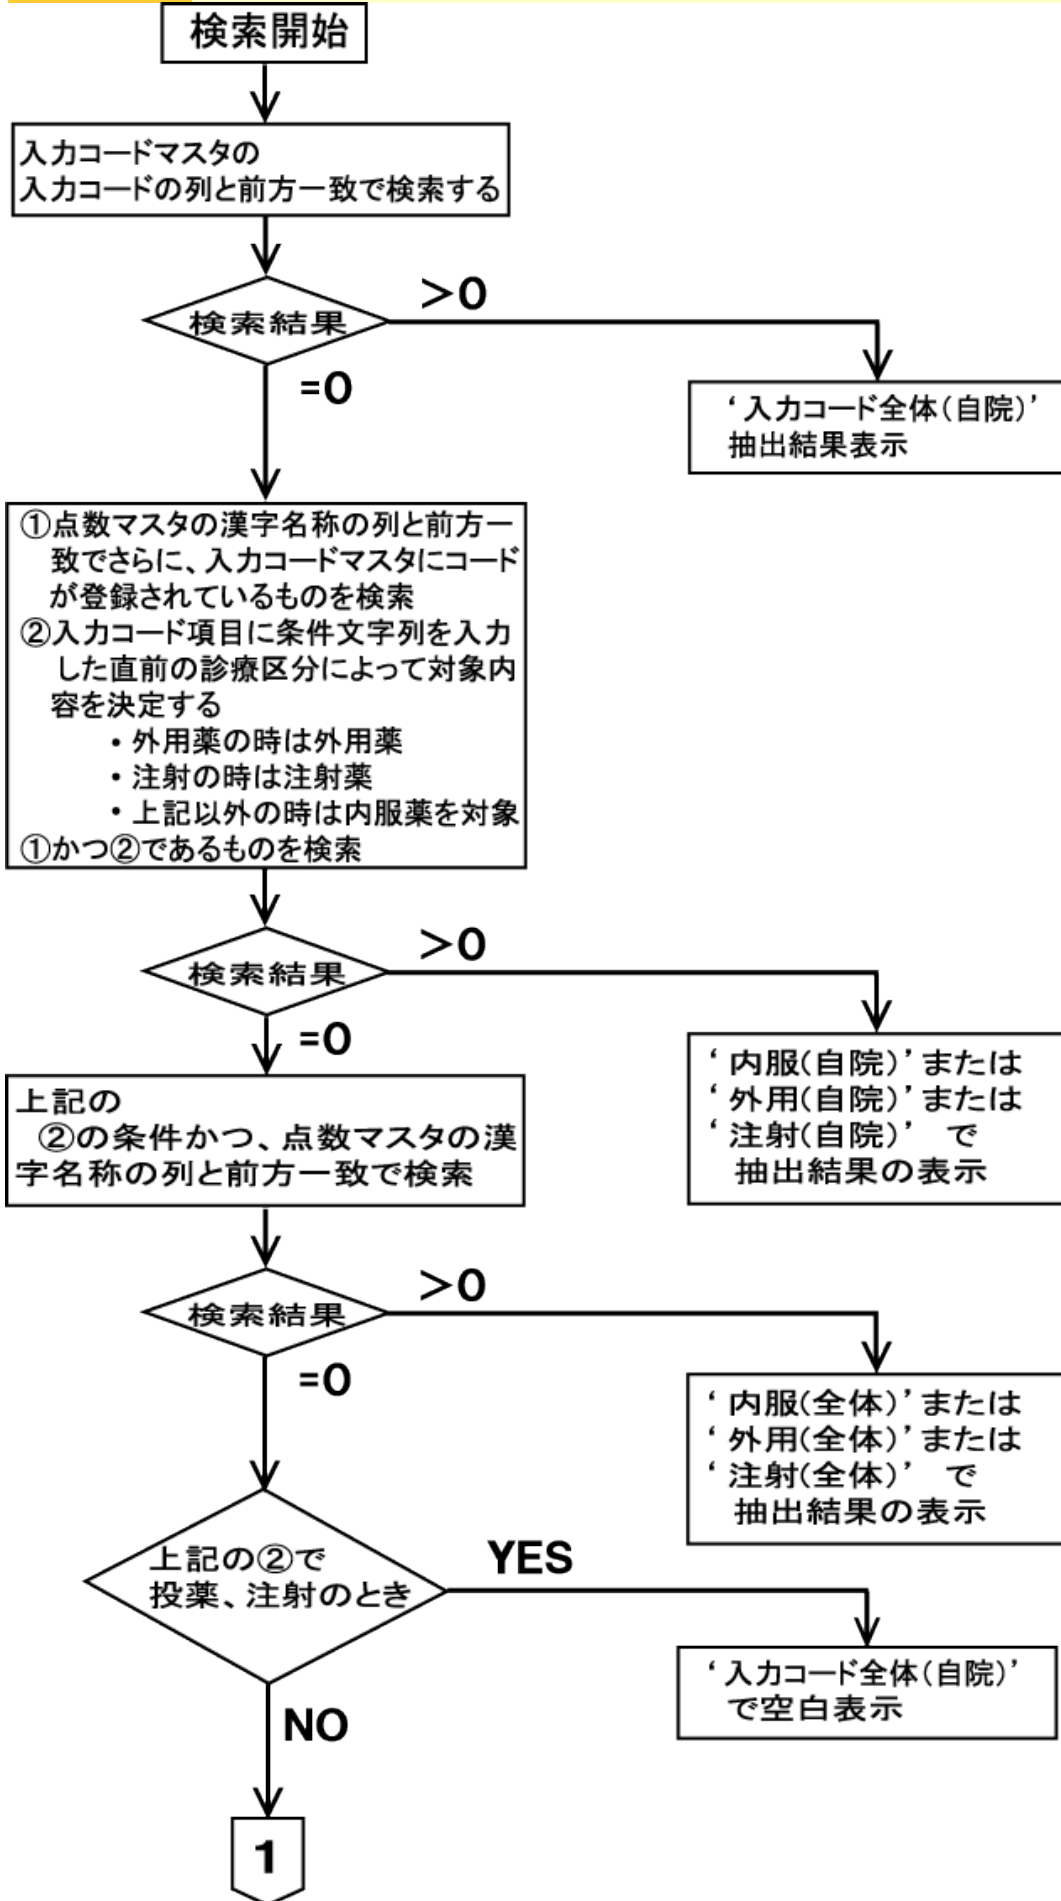 検索開始
入力コードマスタの
入力コードの列と前方一致で検索する
検索結果
>0
=0
‘入力コード全体(自院)’
抽出結果表示
①点数マスタの漢字名称の列と前方一
致でさらに、入力コードマスタにコード
が登録されているものを検索
②入力コード項目に条件文字列を入力
した直前の診療区分によって対象内
容を決定する
・外用薬の時は外用薬
・注射の時は注射薬
・上記以外の時は内服薬を対象
①かつ②であるものを検索
検索結果
>0
=0
‘内服(自院)’または
‘外用(自院)’または
‘注射(自院)’ で
抽出結果の表示
上記の
②の条件かつ、点数マスタの漢
字名称の列と前方一致で検索
検索結果
>0
=0
‘内服(全体)’または
‘外用(全体)’または
‘注射(全体)’ で
抽出結果の表示
上記の②で
投薬、注射のとき
YES
‘入力コード全体(自院)’
で空白表示
NO
1